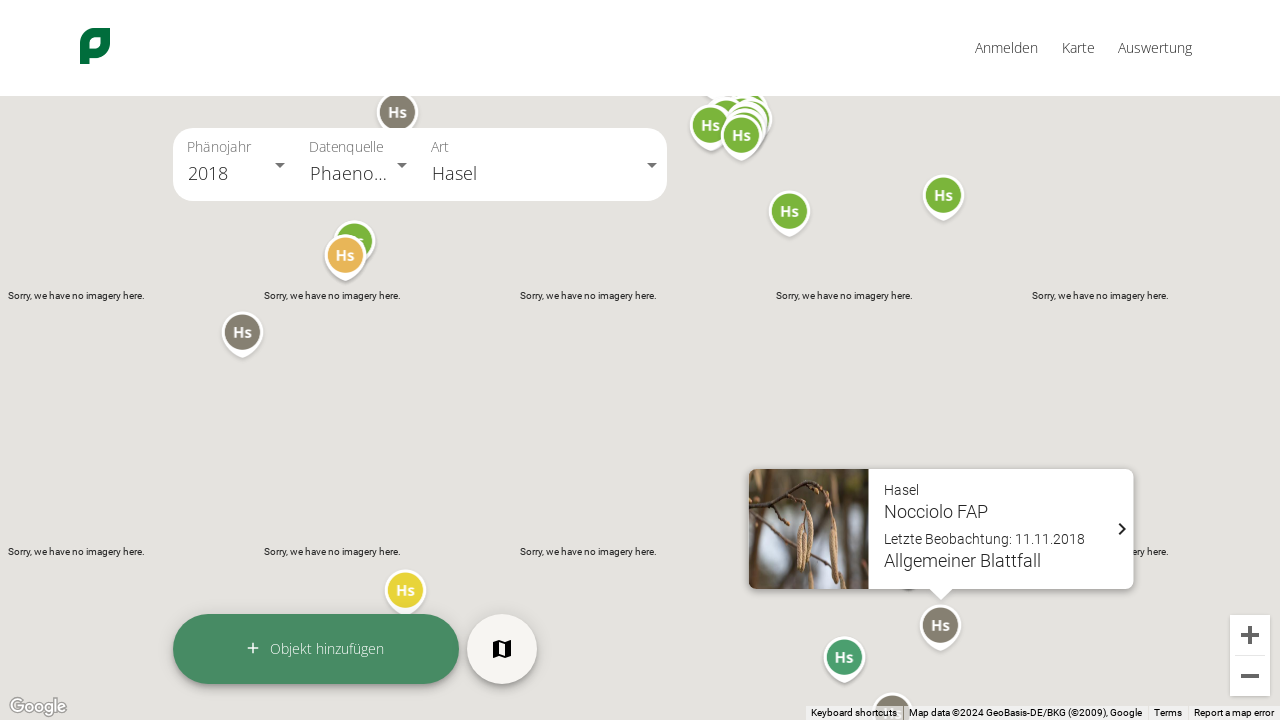 Anmelden
Karte
Auswertung
Hs
Hs
Hs
Phänojahr
Datenquelle
Art
2018
Phaeno...
Hasel
Hs
Hs
Hs
Sorry, we have no imagery here.
Sorry, we have no imagery here.
Sorry, we have no imagery here.
Sorry, we have no imagery here.
Sorry, we have no imagery here.
Hs
Hasel
Nocciolo FAP
Letzte Beobachtung: 11.11.2018
Allgemeiner Blattfall
Sorry, we have no imagery here.
Sorry, we have no imagery here.
Sorry, we have no imagery here.
here.
Hs
Hs
Objekt hinzufügen
Hs
Google
Keyboard shortcuts
Map data ©2024 GeoBasis-DE/BKG (©2009), Google
Terms
Report a map error